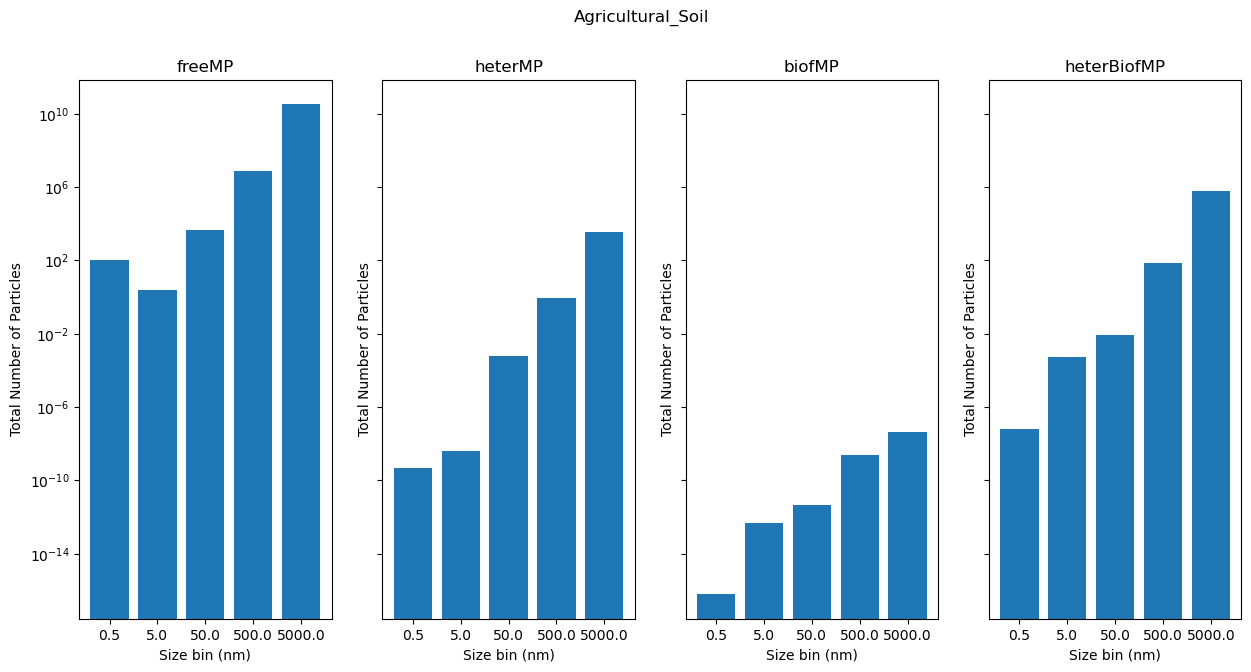 Agricultural_Soil
freeMP
heterMP
biofMP
heterBiofMP
Total Number of Particles
10^10
10^6
10^2
10^-2
10^-6
10^-10
10^-14
0.5 5.0 50.0 500.0 5000.0
Size bin (nm)
Total Number of Particles
0.5 5.0 50.0 500.0 5000.0
Size bin (nm)
Total Number of Particles
0.5 5.0 50.0 500.0 5000.0
Size bin (nm)
Total Number of Particles
0.5 5.0 50.0 500.0 5000.0
Size bin (nm)